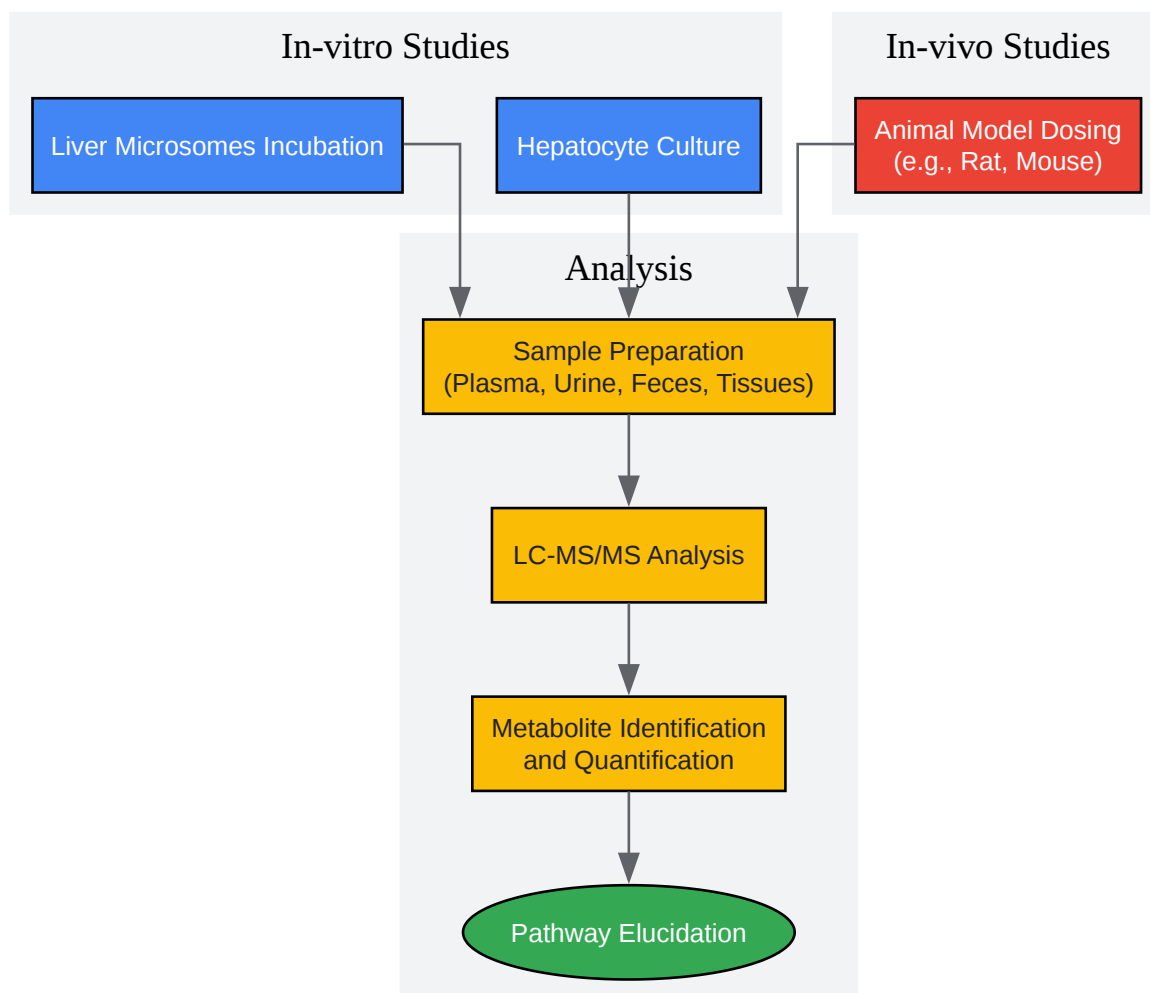 In-vitro Studies
In-vivo Studies
Liver Microsomes Incubation
Hepatocyte Culture
Animal Model Dosing
(e.g., Rat, Mouse)
Analysis
Sample Preparation
(Plasma, Urine, Feces, Tissues)
LC-MS/MS Analysis
Metabolite Identification
and Quantification
Pathway Elucidation